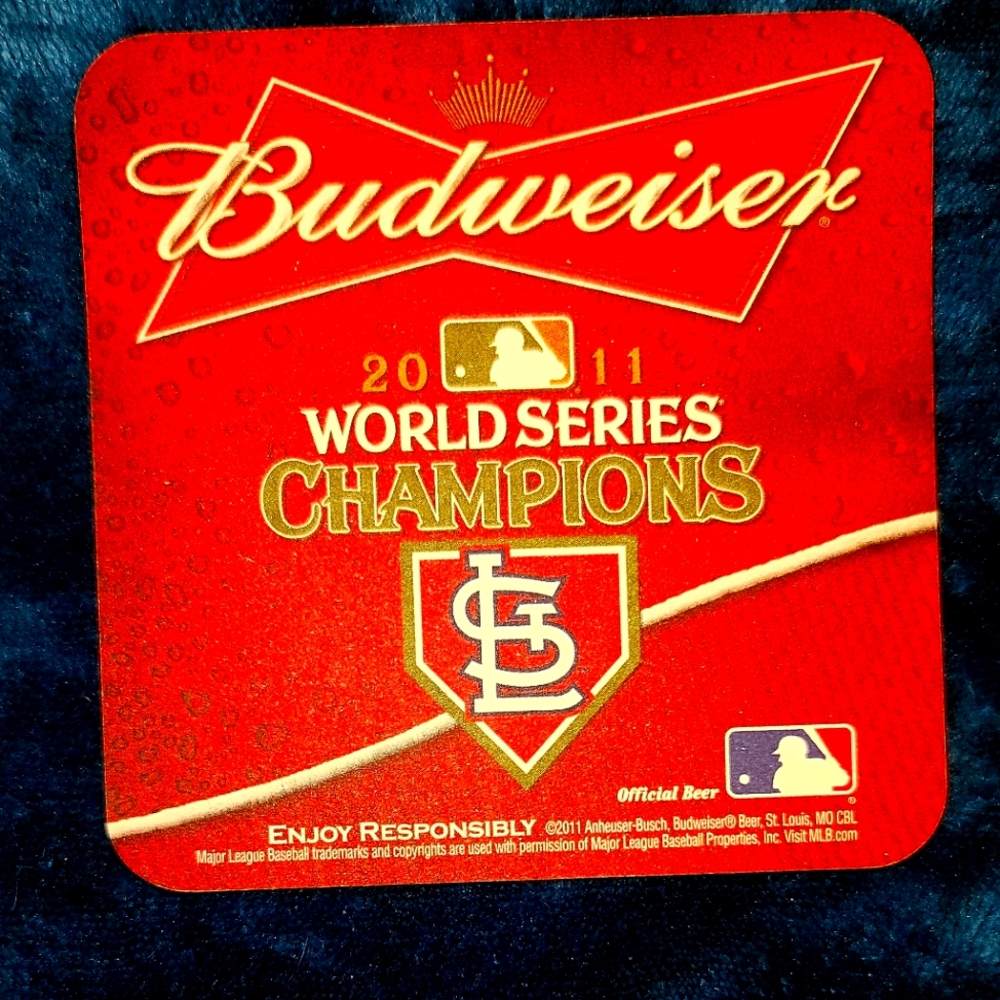 Budweiser®
20 11
WORLD SERIES
CHAMPIONS
STL
Official Beer
ENJOY RESPONSIBLY ©2011 Anheuser-Busch, Budweiser® Beer, St. Louis, MO CBL
Major League Baseball trademarks and copyrights are used with permission of Major League Baseball Properties, Inc. Visit MLB.com